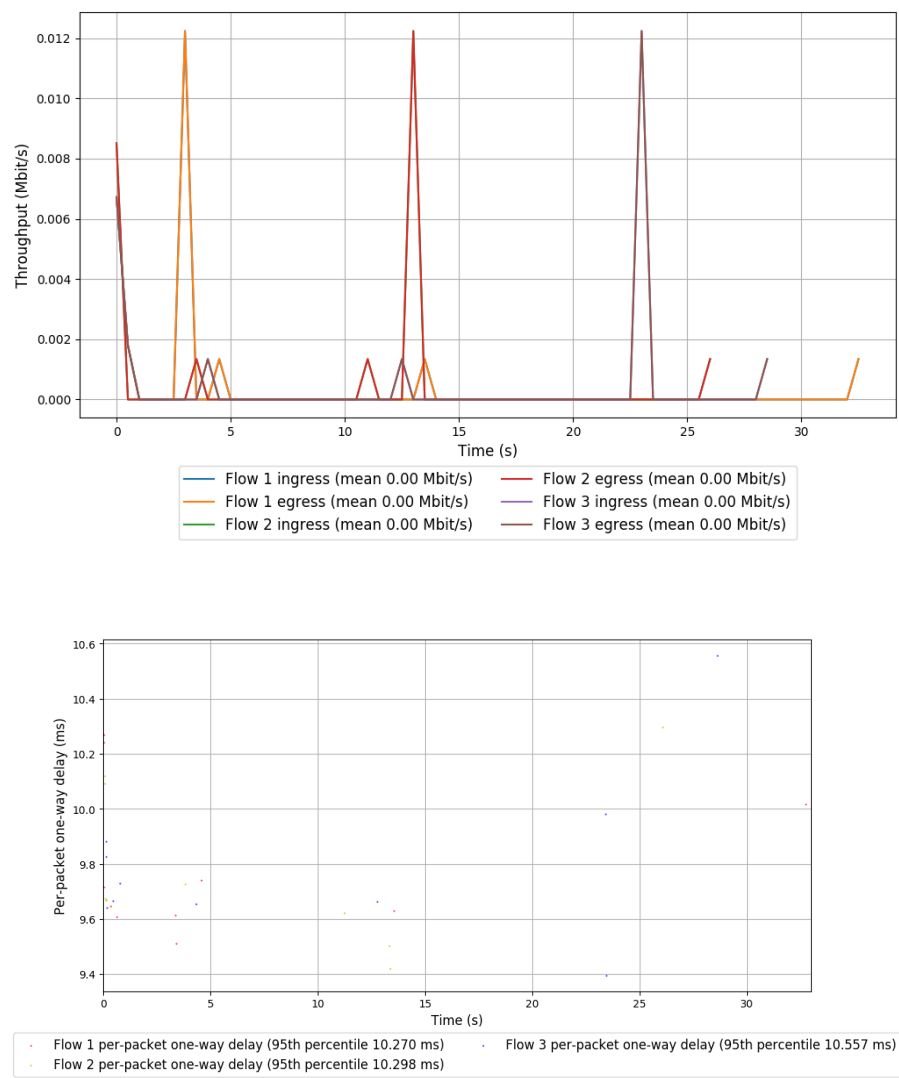 0.012
0.010
0.008
0.006
0.004
0.002
0.000
Throughput (Mbit/s)
0 5 10 15 20 25 30
Time (s)
Flow 1 ingress (mean 0.00 Mbit/s)
Flow 1 egress (mean 0.00 Mbit/s)
Flow 2 ingress (mean 0.00 Mbit/s)
Flow 2 egress (mean 0.00 Mbit/s)
Flow 3 ingress (mean 0.00 Mbit/s)
Flow 3 egress (mean 0.00 Mbit/s)
10.6
10.4
10.2
10.0
9.8
9.6
9.4
Per-packet one-way delay (ms)
0 5 10 15 20 25 30
Time (s)
Flow 1 per-packet one-way delay (95th percentile 10.270 ms)
Flow 2 per-packet one-way delay (95th percentile 10.298 ms)
Flow 3 per-packet one-way delay (95th percentile 10.557 ms)